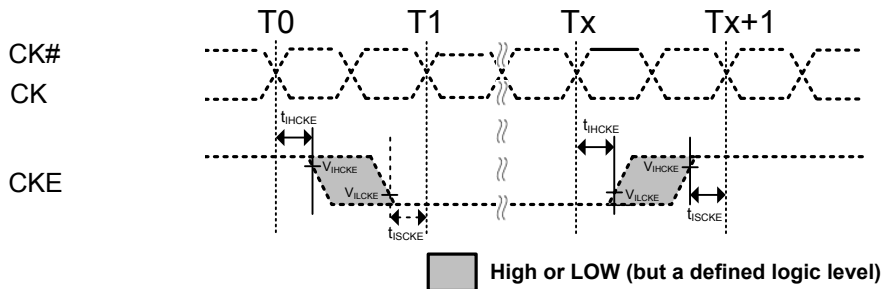 T0 T1 Tx Tx+1
CK#
CK
tIHCKE tIHCKE
CKE
VIHCKE VIHCKE
VILCKE VILCKE
tISCKE tISCKE
High or LOW (but a defined logic level)